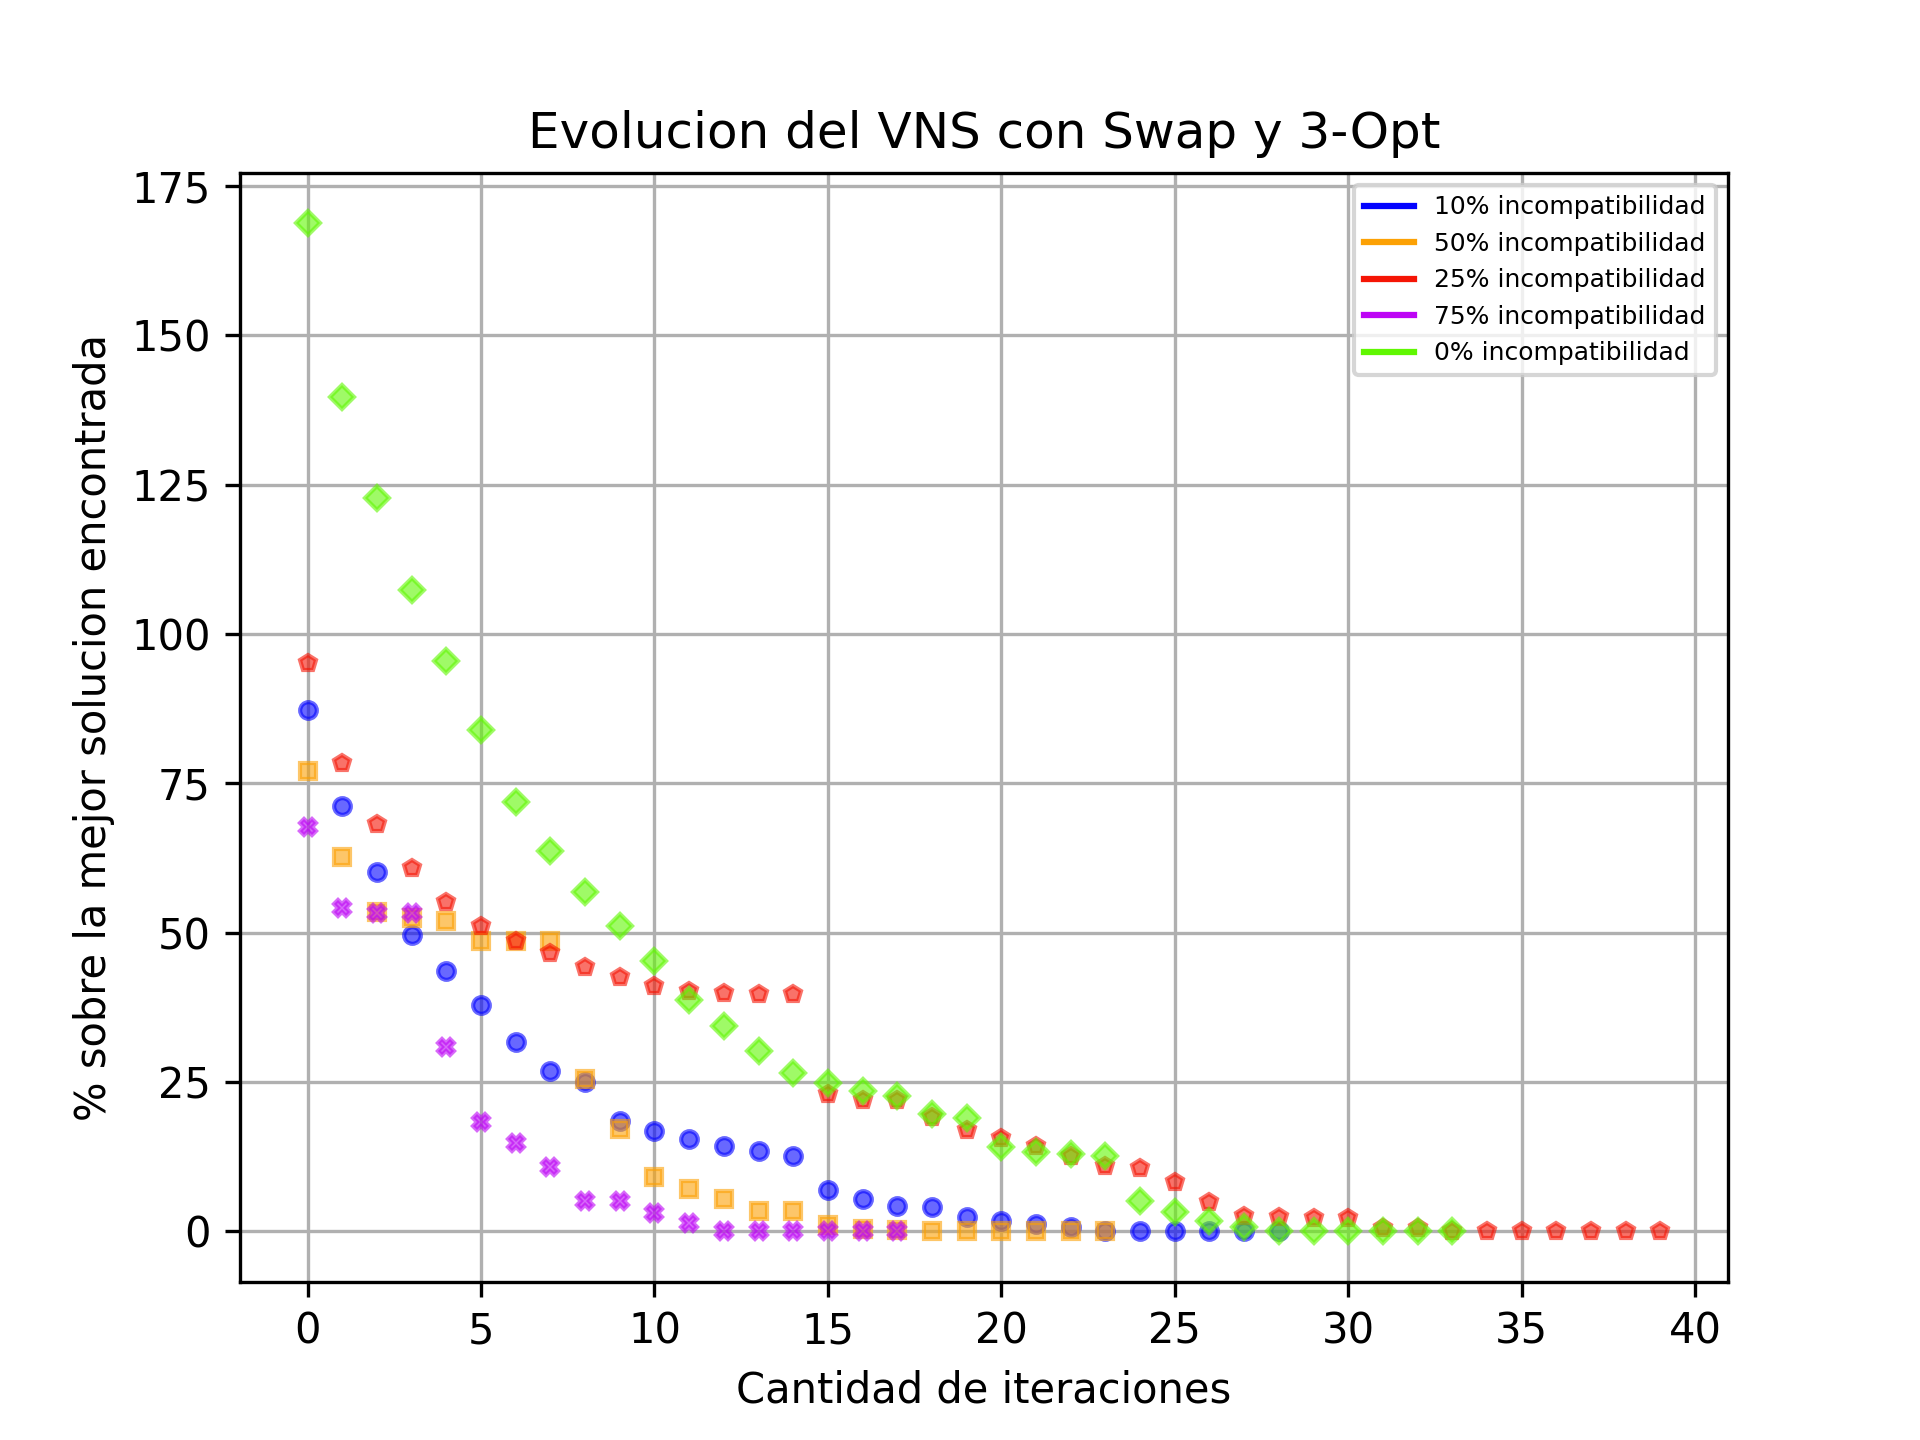 Evolucion del VNS con Swap y 3-Opt
% sobre la mejor solucion encontrada
175
150
125
100
75
50
25
0
10% incompatibilidad
50% incompatibilidad
25% incompatibilidad
75% incompatibilidad
0% incompatibilidad
0 5 10 15 20 25 30 35 40
Cantidad de iteraciones